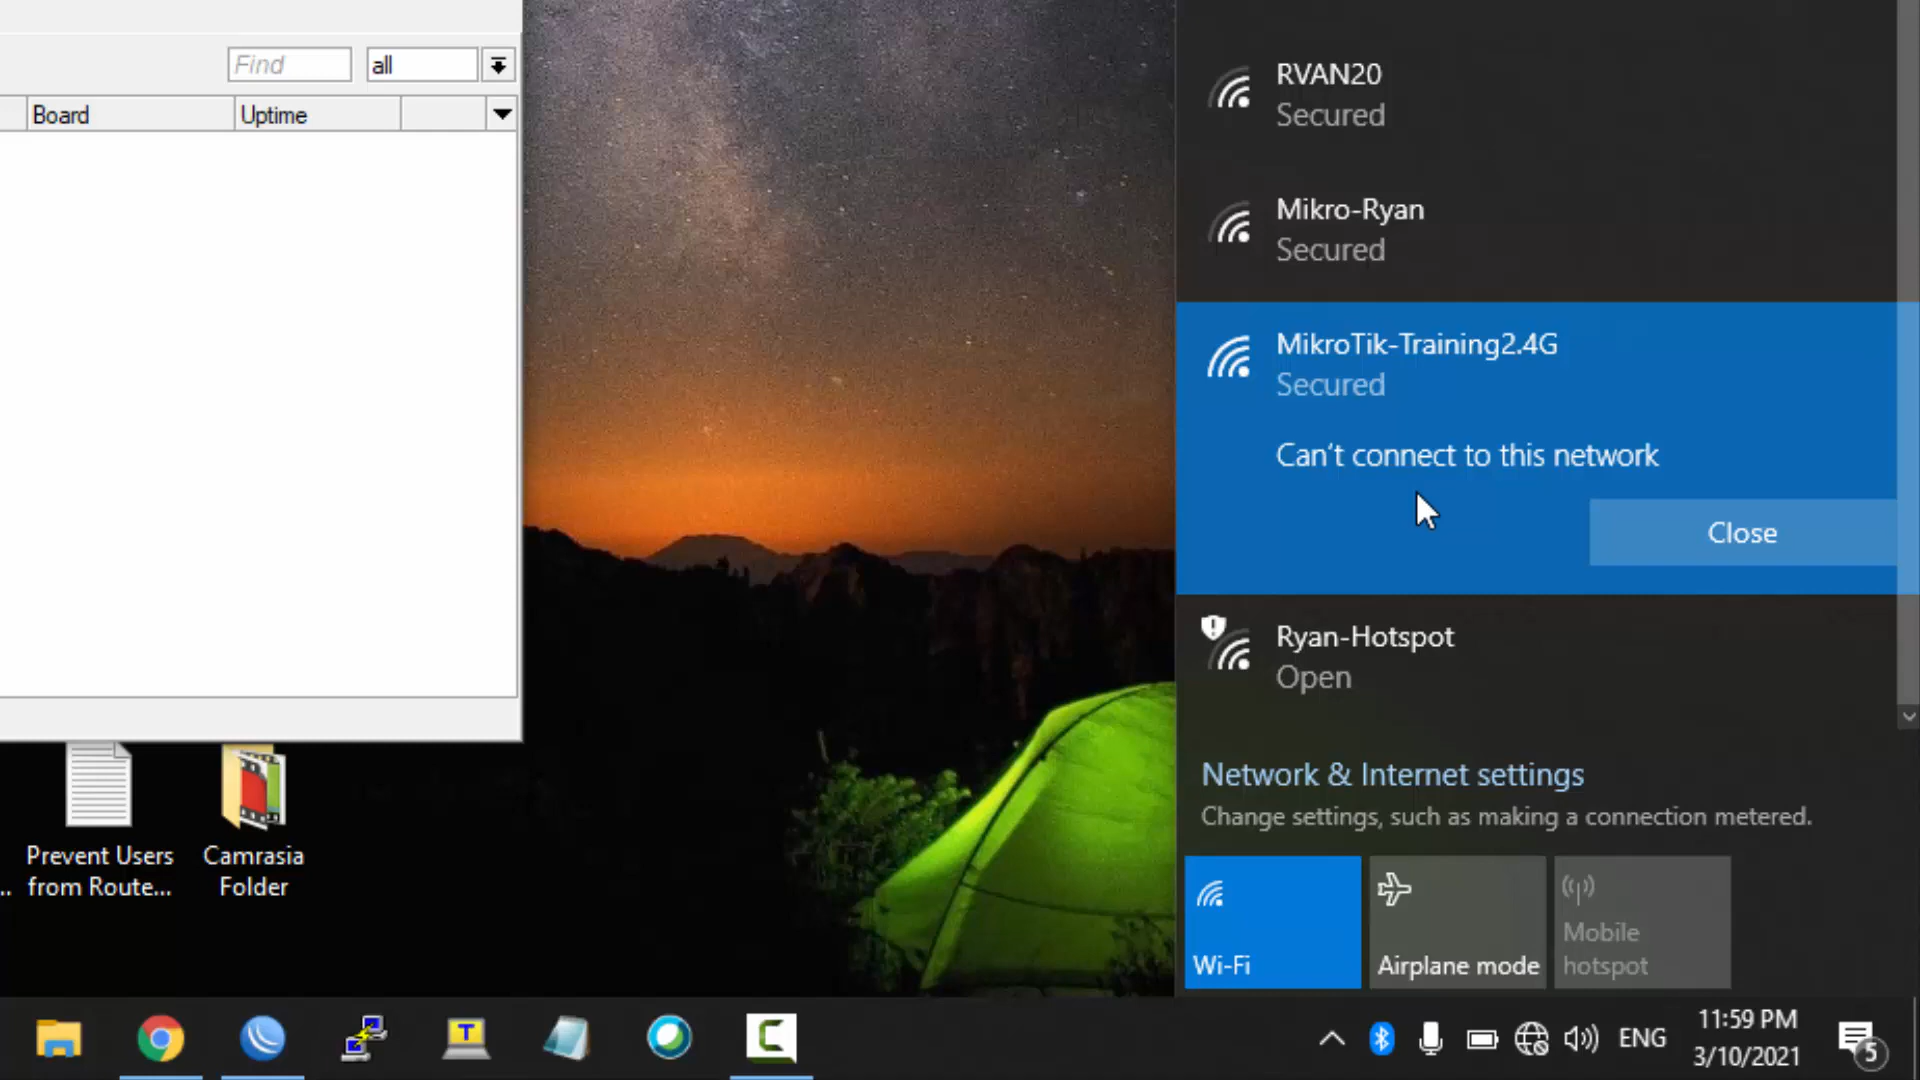 Find
all
Board
Uptime
RVAN20
Secured
Mikro-Ryan
Secured
MikroTik-Training2.4G
Secured
Can't connect to this network
Close
Ryan-Hotspot
Open
Network & Internet settings
Change settings, such as making a connection metered.
Wi-Fi
Airplane mode
Mobile
hotspot
Prevent Users
.. from Route...
Camrasia
Folder
T
C
ENG
11:59 PM
3/10/2021
5